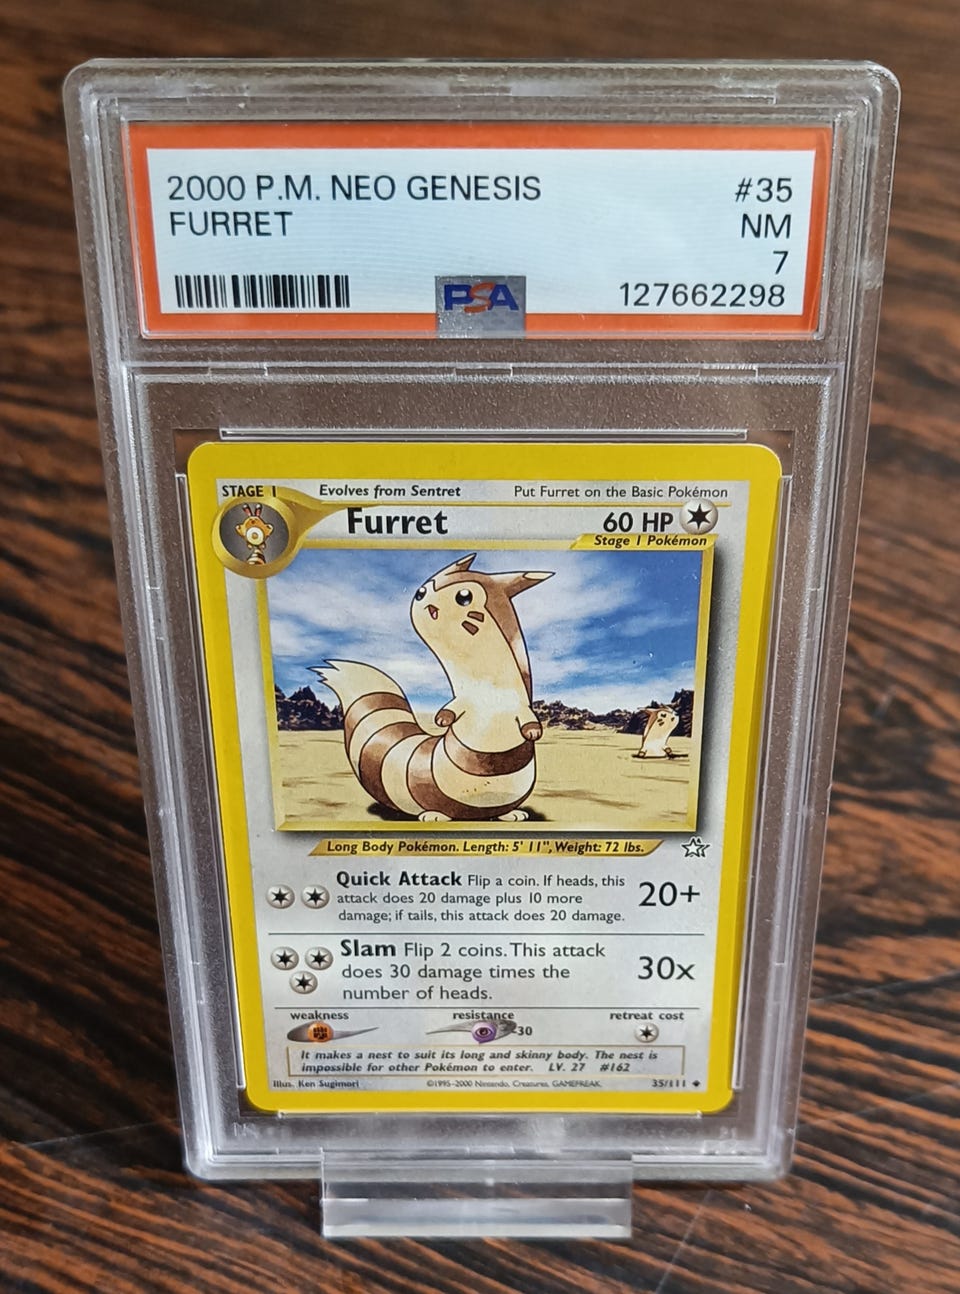 2000 P.M. NEO GENESIS #35
FURRET NM
7
PSA 127662298
STAGE 1 Evolves from Sentret Put Furret on the Basic Pokémon
Furret 60 HP
Stage 1 Pokémon
Long Body Pokémon. Length: 5' 11", Weight: 72 lbs.
Quick Attack Flip a coin. If heads, this
attack does 20 damage plus 10 more
damage; if tails, this attack does 20 damage.
20+
Slam Flip 2 coins. This attack
does 30 damage times the
number of heads.
30x
weakness resistance retreat cost
-30
It makes a nest to suit its long and skinny body. The nest is
impossible for other Pokémon to enter. LV. 27 #162
Illus. Ken Sugimori ©1995-2000 Nintendo, Creatures, GAMEFREAK. 35/111